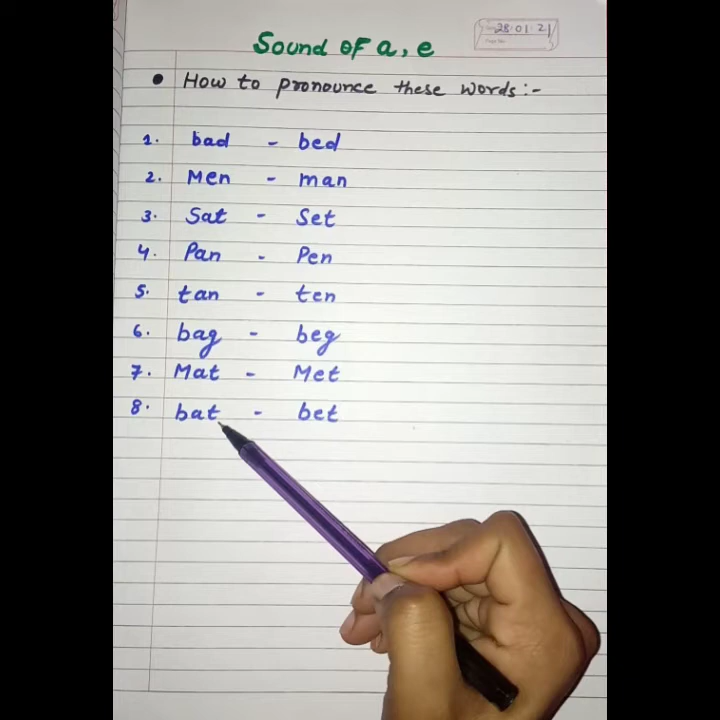 Sound of a, e
28.01.21
• How to pronounce these words:-
1. bad - bed
2. Men - man
3. Sat - Set
4. Pan - Pen
5. tan - ten
6. bag - beg
7. Mat - Met
8. bat - bet